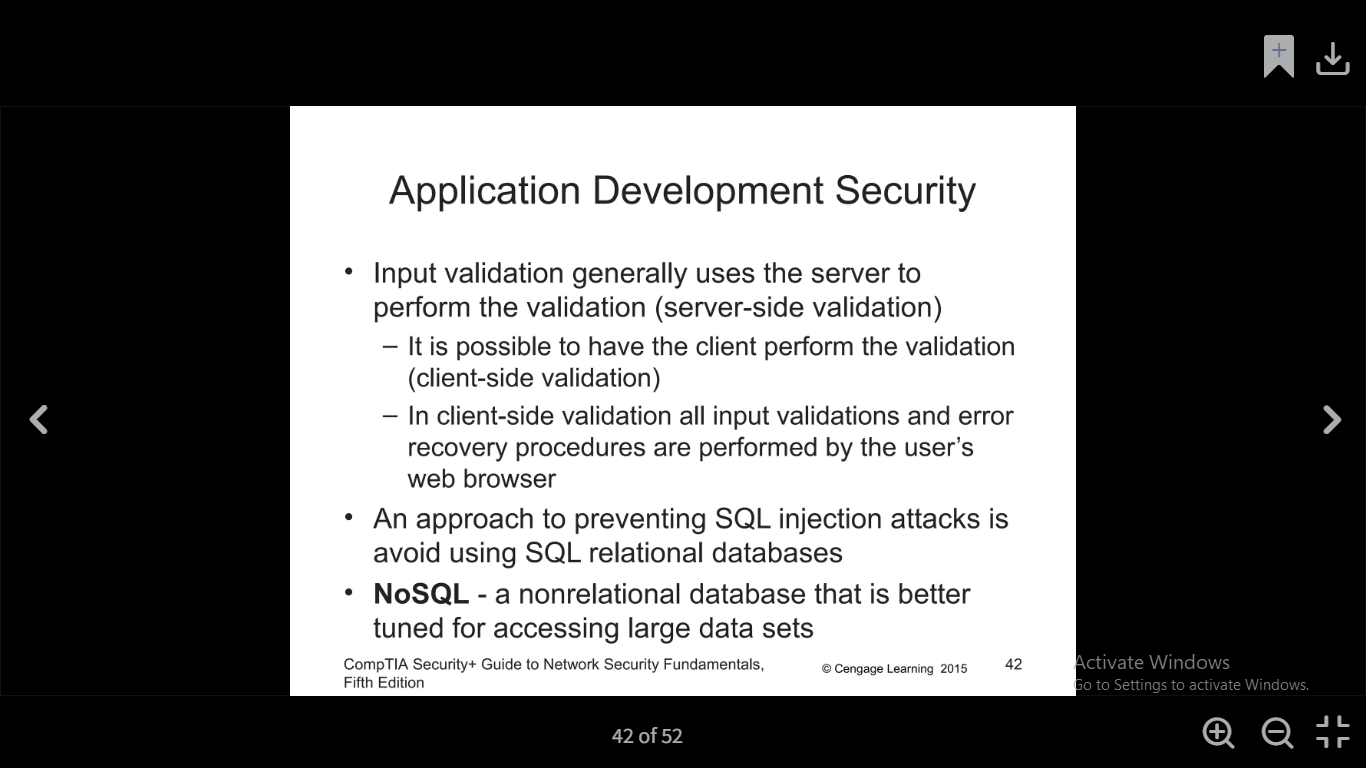 Application Development Security
• Input validation generally uses the server to
perform the validation (server-side validation)
– It is possible to have the client perform the validation
(client-side validation)
– In client-side validation all input validations and error
recovery procedures are performed by the user’s
web browser
• An approach to preventing SQL injection attacks is
avoid using SQL relational databases
• NoSQL - a nonrelational database that is better
tuned for accessing large data sets
CompTIA Security+ Guide to Network Security Fundamentals,
Fifth Edition
© Cengage Learning 2015
42
Activate Windows
Go to Settings to activate Windows.
42 of 52